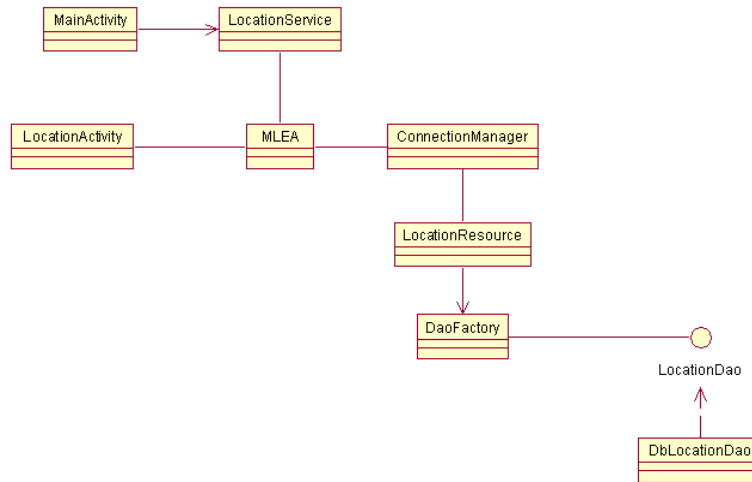 MainActivity
LocationService
LocationActivity
MLEA
ConnectionManager
LocationResource
DaoFactory
LocationDao
DbLocationDao